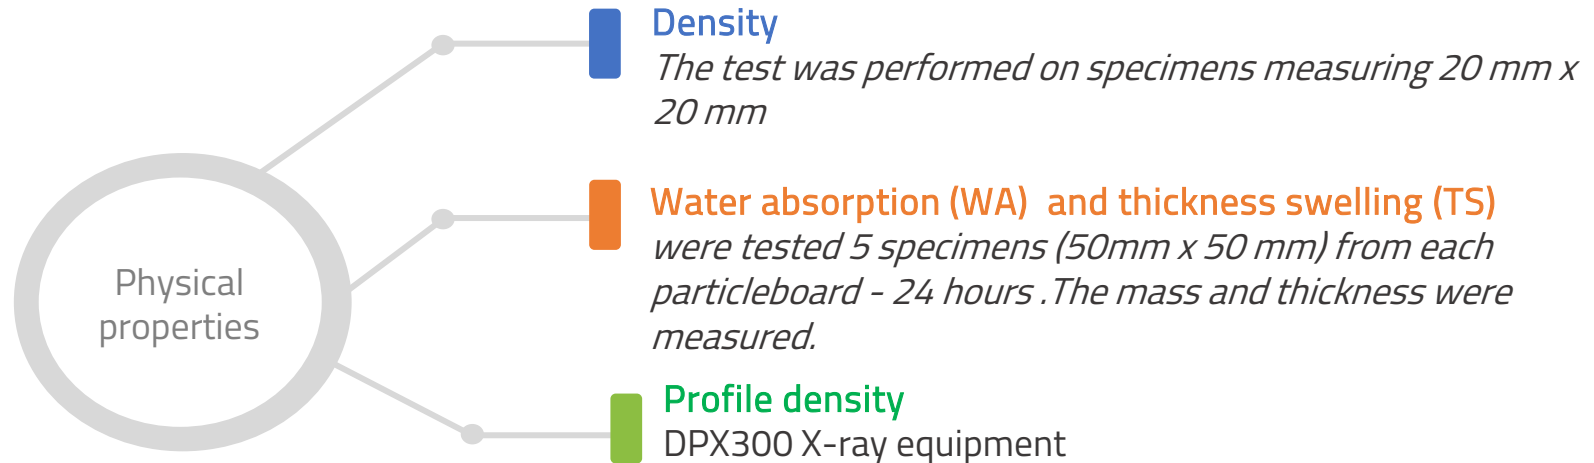 Density
The test was performed on specimens measuring 20 mm x
20 mm
Physical
properties
Water absorption (WA)  and thickness swelling (TS)
were tested 5 specimens (50mm x 50 mm) from each
particleboard - 24 hours .The mass and thickness were
measured.
Profile density
DPX300 X-ray equipment